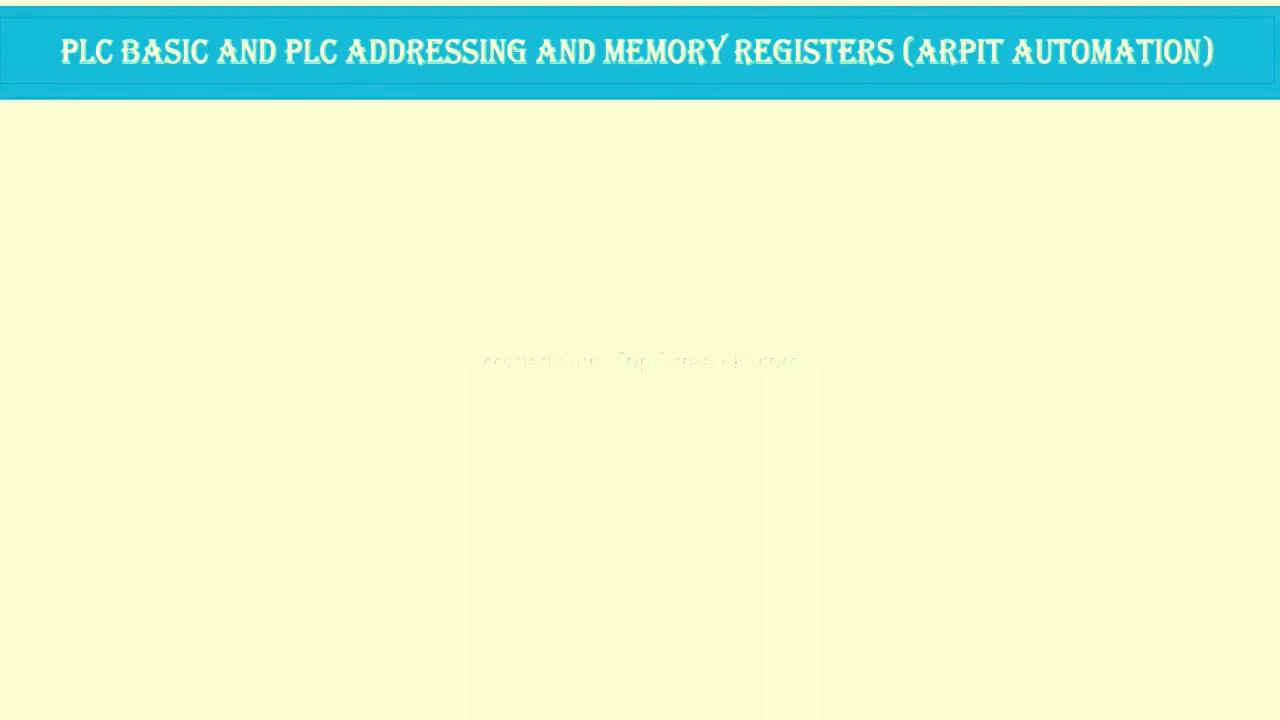 PLC BASIC AND PLC ADDRESSING AND MEMORY REGISTERS (ARPIT AUTOMATION)